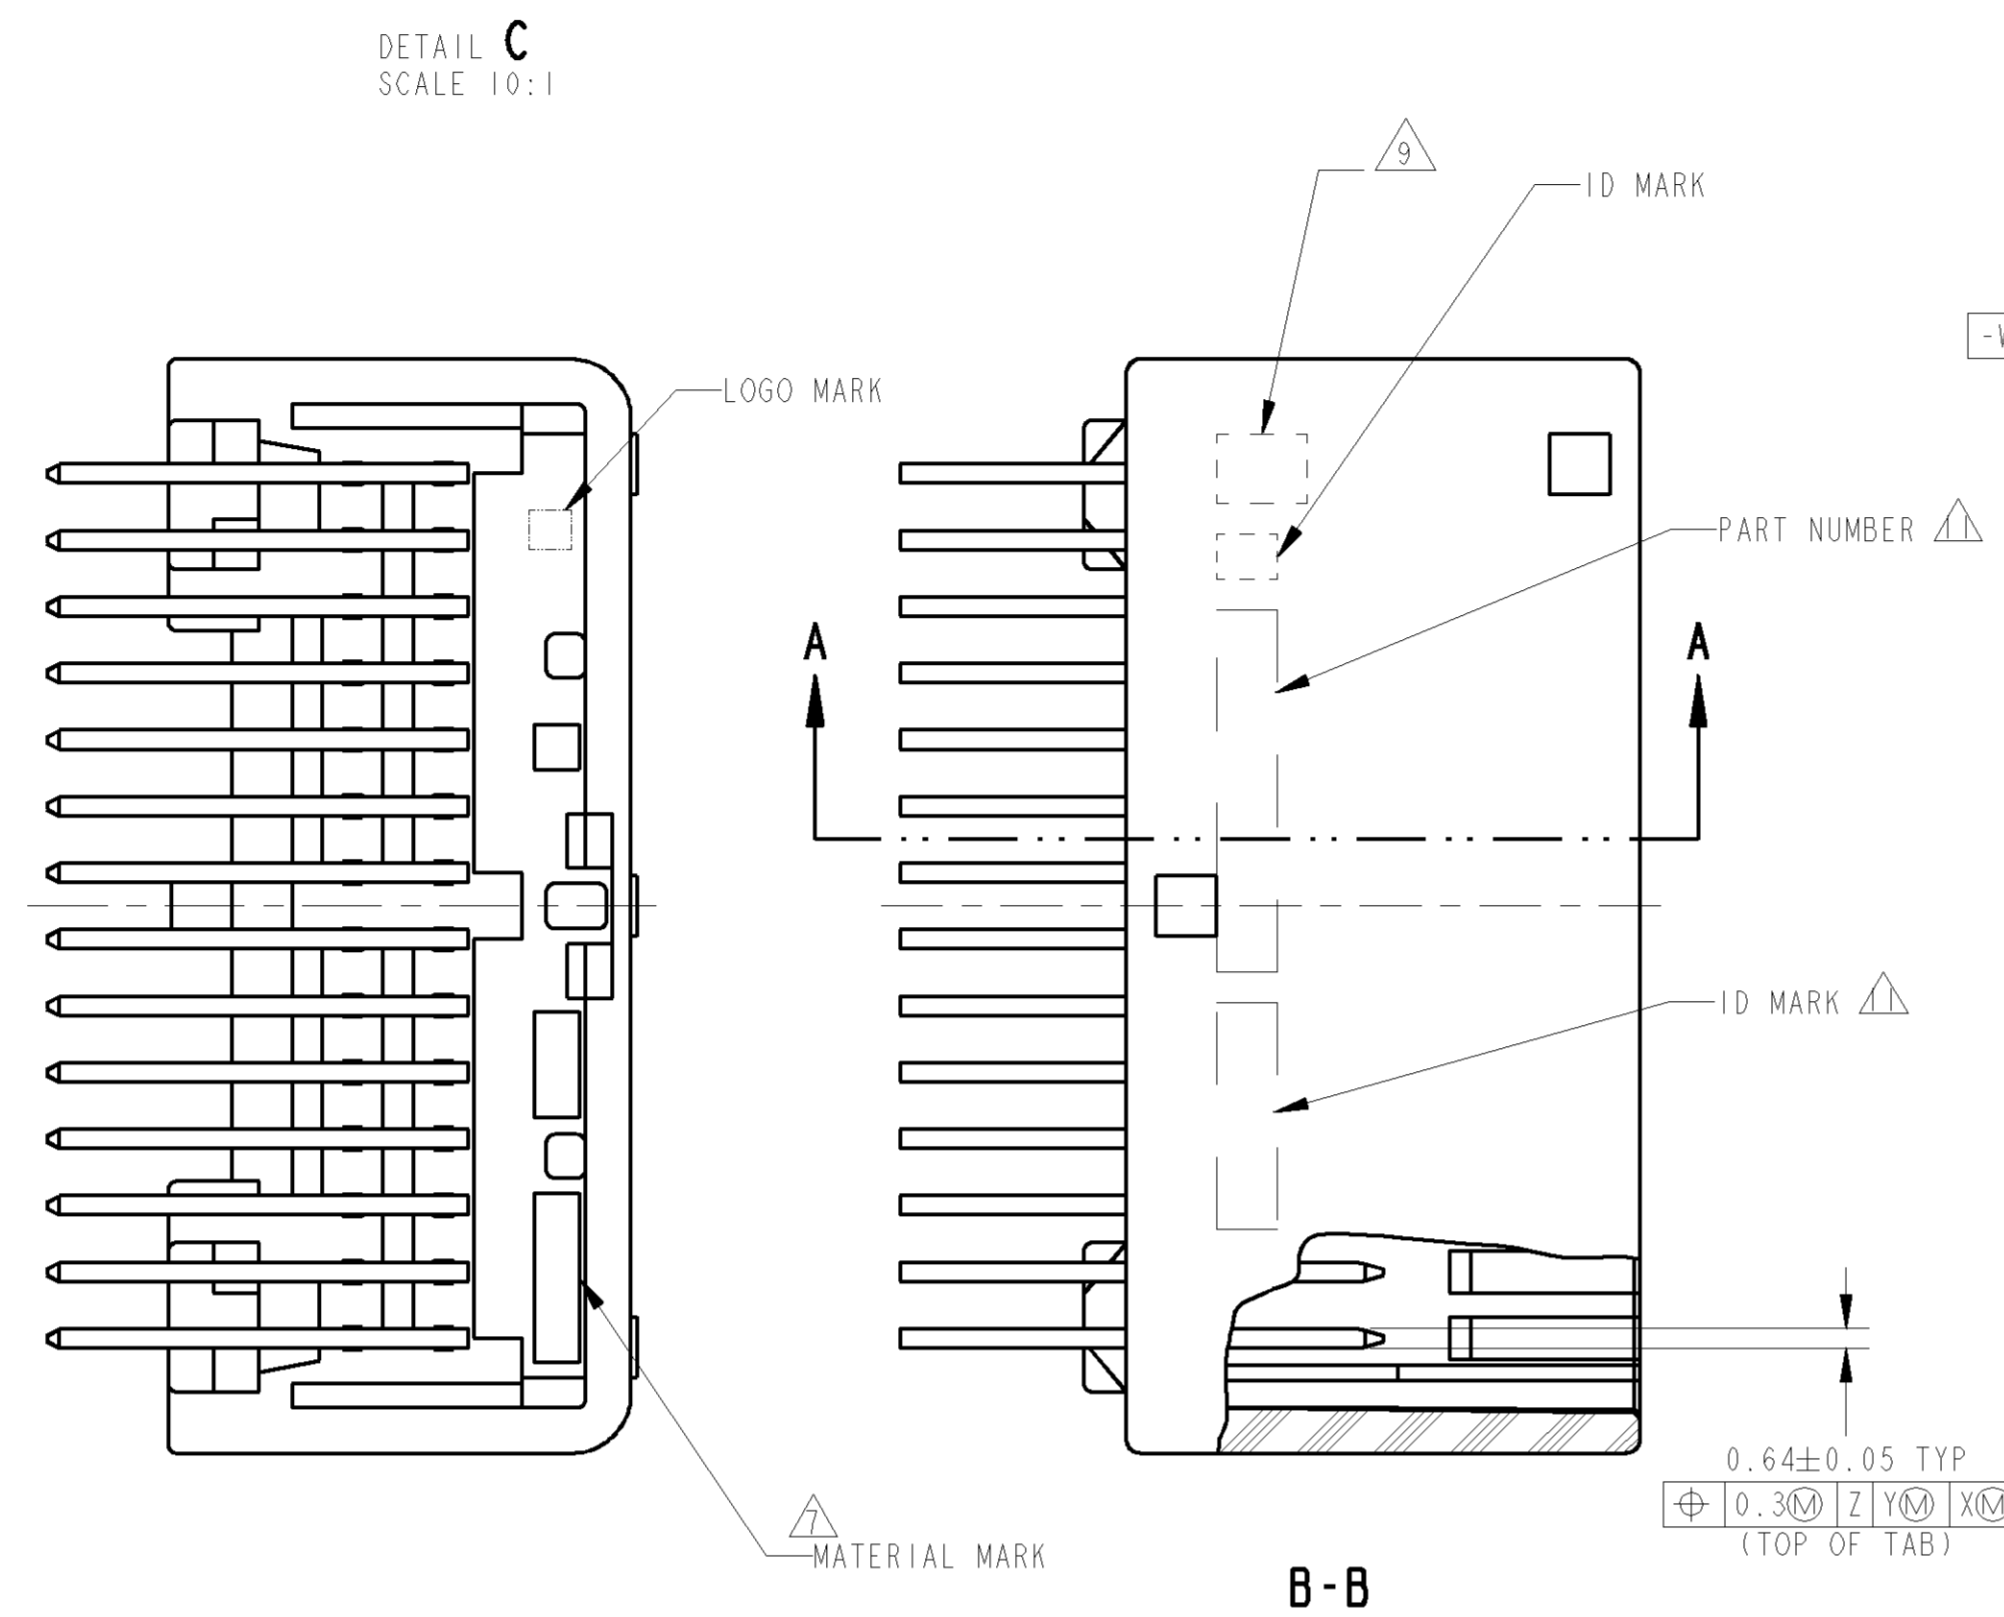 DETAIL C
SCALE 10:1
9
ID MARK
-V
LOGO MARK
PART NUMBER 11
A A
ID MARK 11
0.64±0.05 TYP
⌖ 0.3Ⓜ Z YⓂ XⓂ
(TOP OF TAB)
7
MATERIAL MARK
B-B